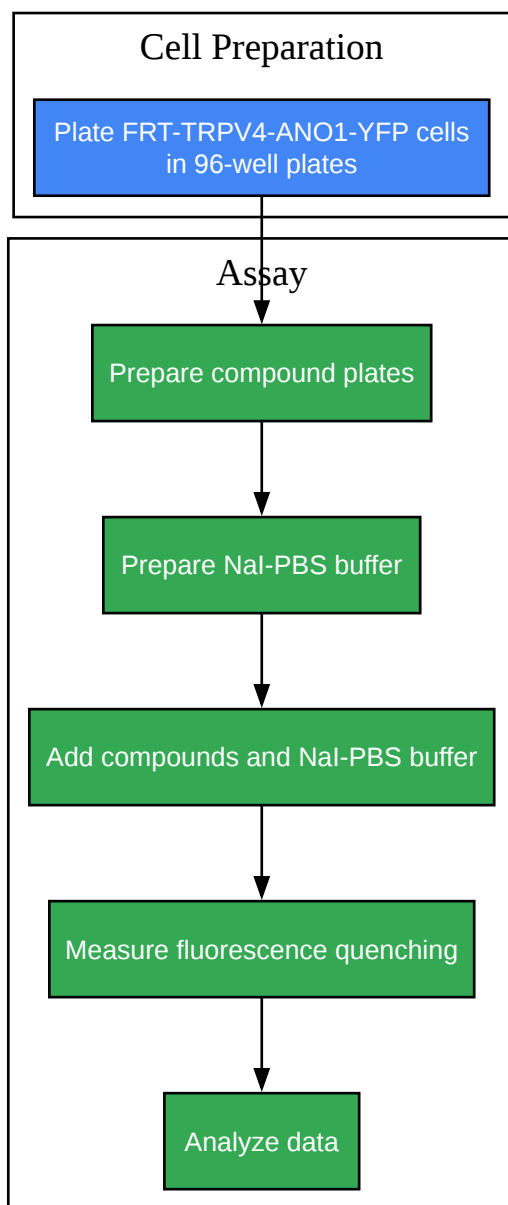 Cell Preparation
Plate FRT-TRPV4-ANO1-YFP cells
in 96-well plates
Assay
Prepare compound plates
Prepare NaI-PBS buffer
Add compounds and NaI-PBS buffer
Measure fluorescence quenching
Analyze data